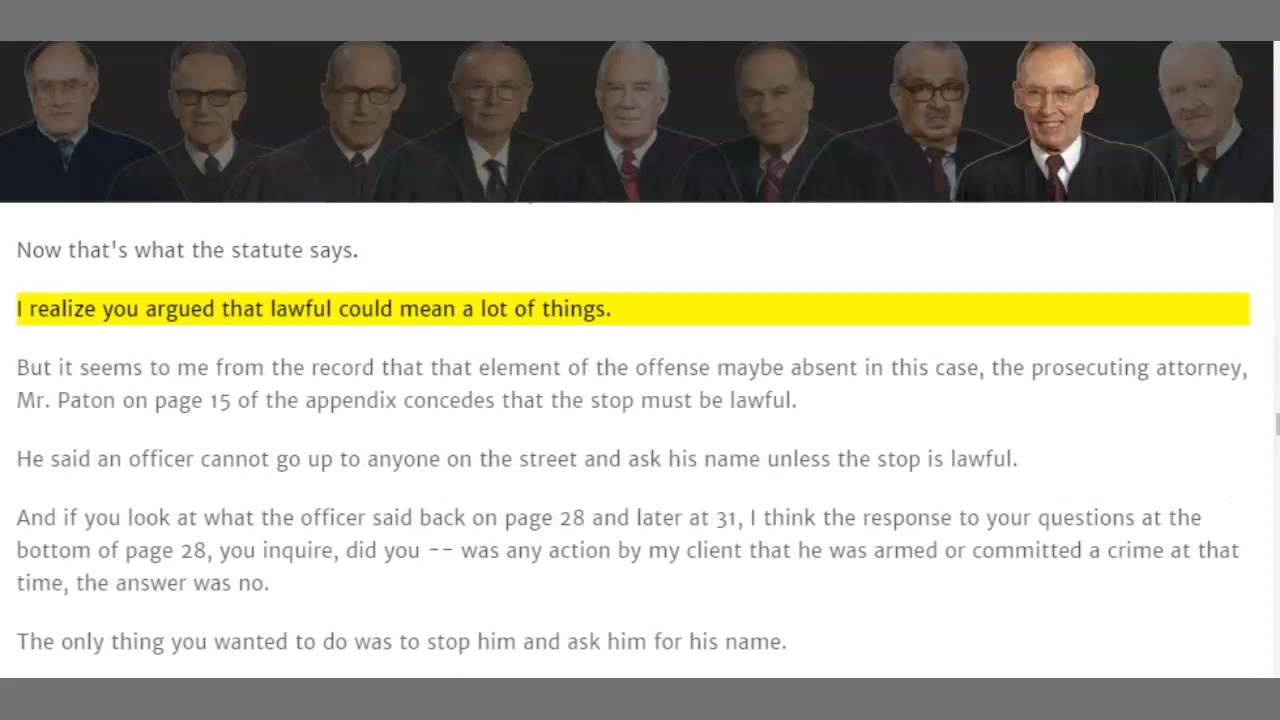 Now that's what the statute says.
I realize you argued that lawful could mean a lot of things.
But it seems to me from the record that that element of the offense maybe absent in this case, the prosecuting attorney,
Mr. Paton on page 15 of the appendix concedes that the stop must be lawful.
He said an officer cannot go up to anyone on the street and ask his name unless the stop is lawful.
And if you look at what the officer said back on page 28 and later at 31, I think the response to your questions at the
bottom of page 28, you inquire, did you -- was any action by my client that he was armed or committed a crime at that
time, the answer was no.
The only thing you wanted to do was to stop him and ask him for his name.